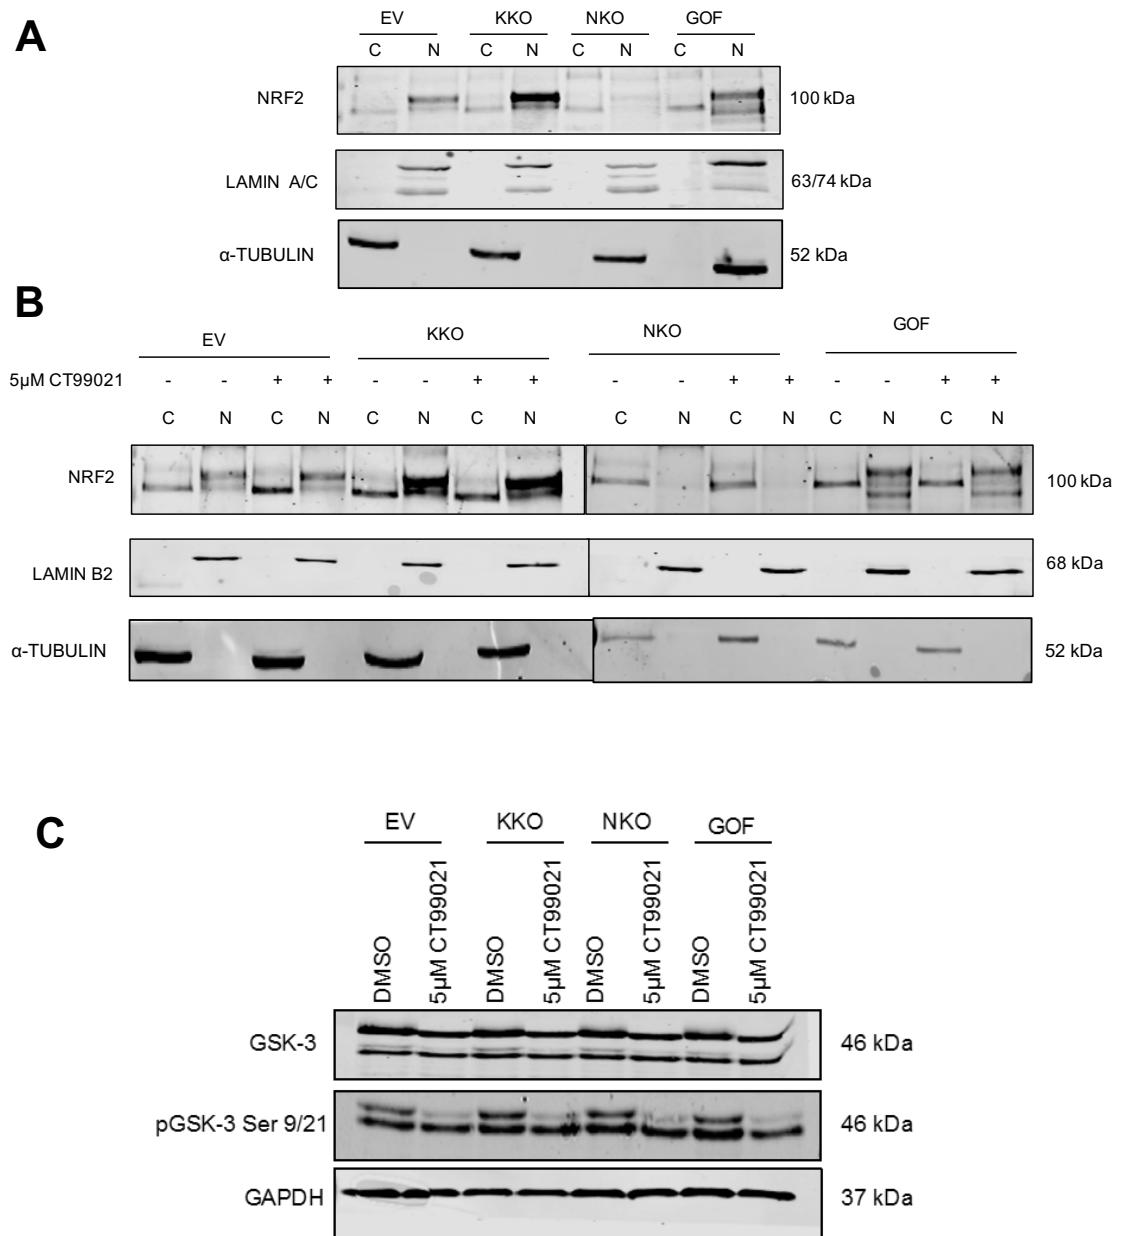 A
EV KKO NKO GOF
C N C N C N C N
NRF2 100 kDa
LAMIN A/C 63/74 kDa
α-TUBULIN 52 kDa
B
EV KKO NKO GOF
5µM CT99021 - - + + - - + + - - + + - - + +
C N C N C N C N C N C N C N C N
NRF2 100 kDa
LAMIN B2 68 kDa
α-TUBULIN 52 kDa
C
EV KKO NKO GOF
DMSO 5µM CT99021 DMSO 5µM CT99021 DMSO 5µM CT99021 DMSO 5µM CT99021
GSK-3 46 kDa
pGSK-3 Ser 9/21 46 kDa
GAPDH 37 kDa